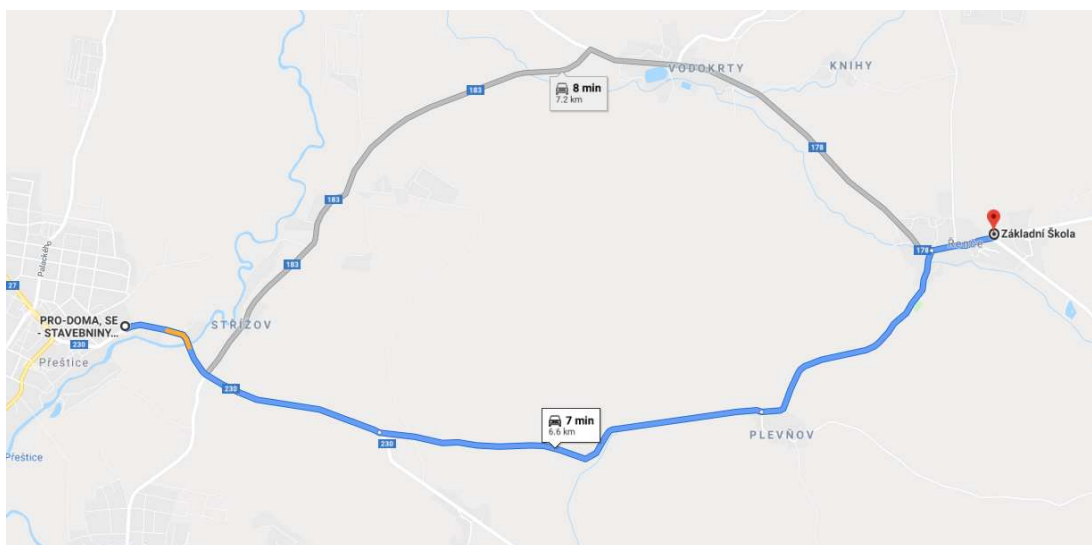 VODOKRTY
KNIHY
8 min
7.2 km
183
178
183
Základní Škola
Řenče
178
Palackého
183
27
PRO-DOMA, SE
- STAVEBNINY...
STŘÍŽOV
230
Přeštice
230
7 min
6.6 km
230
PLEVŇOV
Přeštice